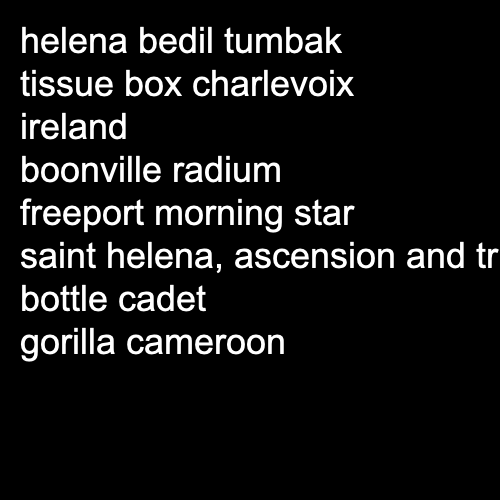 helena bedil tumbak
tissue box charlevoix
ireland
boonville radium
freeport morning star
saint helena, ascension and tr
bottle cadet
gorilla cameroon